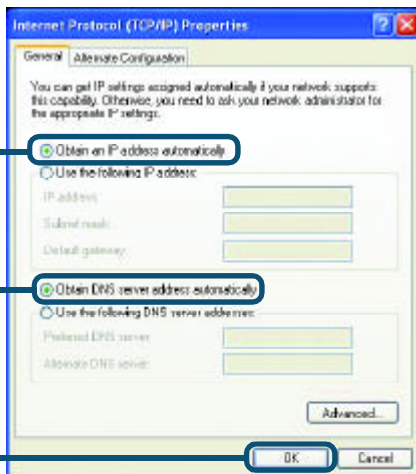 Internet Protocol (TCP/IP) Properties
General
Alternate Configuration
You can get IP settings assigned automatically if your network supports
this capability. Otherwise, you need to ask your network administrator for
the appropriate IP settings.
Obtain an IP address automatically
Use the following IP address:
IP address:
Subnet mask:
Default gateway:
Obtain DNS server address automatically
Use the following DNS server addresses:
Preferred DNS server:
Alternate DNS server:
Advanced...
OK
Cancel